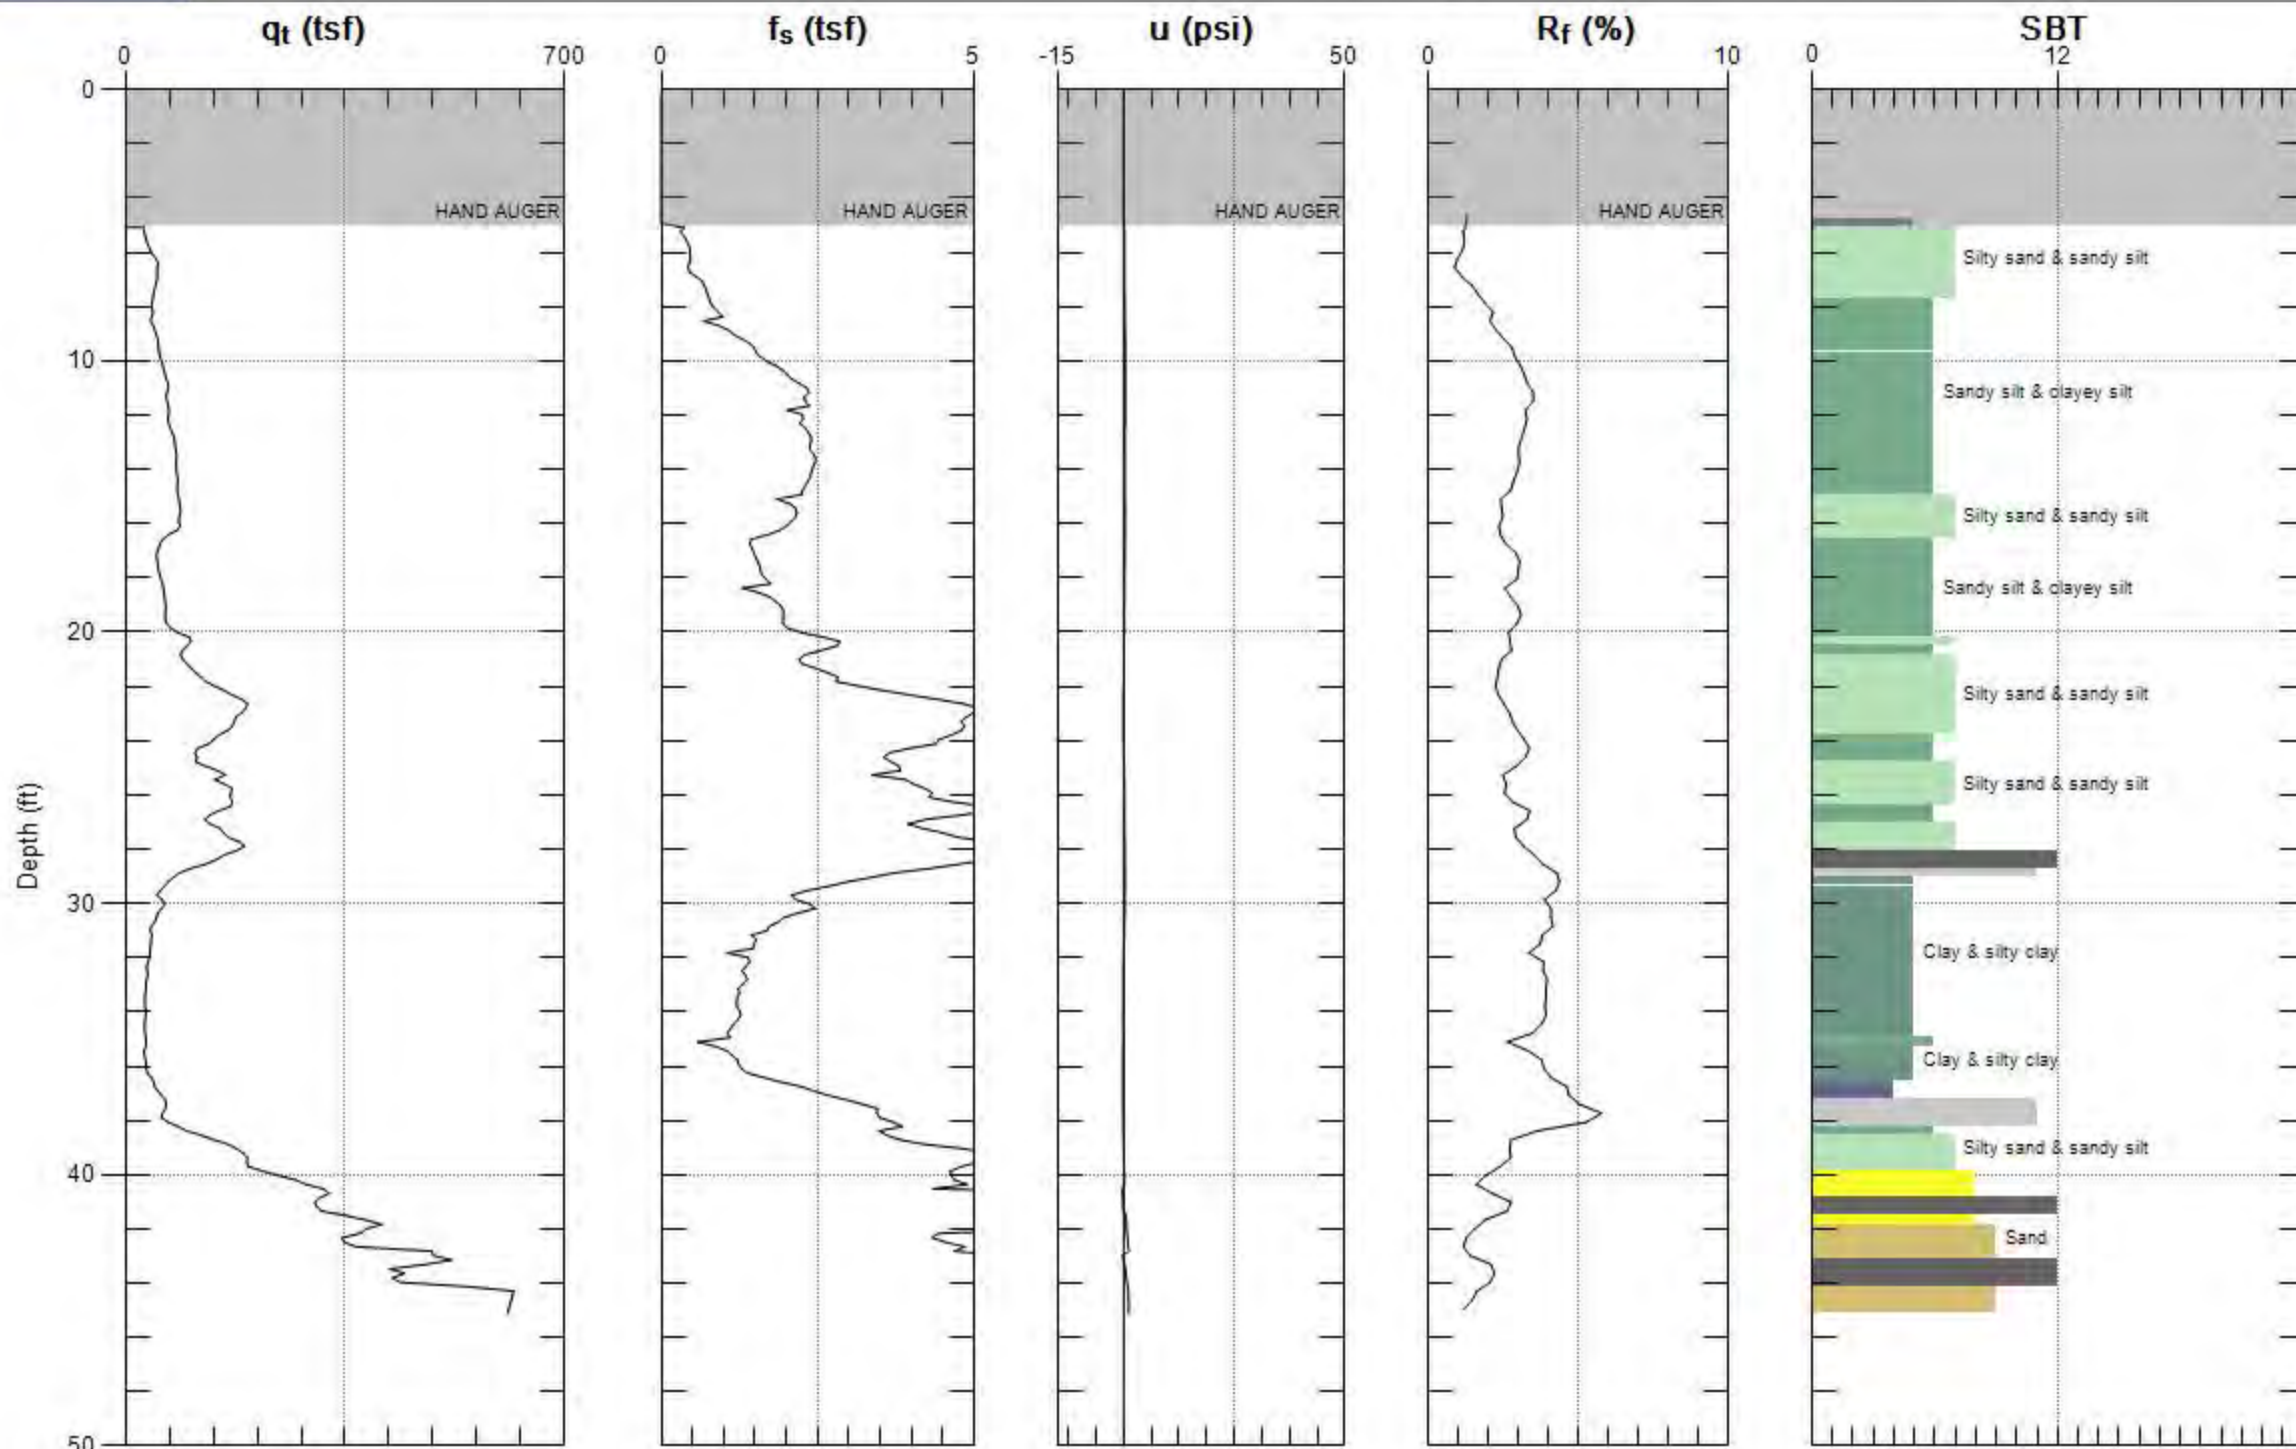 qt (tsf) fs (tsf) u (psi) Rf (%) SBT
0 700 0 5 -15 50 0 10 0 12
0
HAND AUGER HAND AUGER HAND AUGER HAND AUGER
Silty sand & sandy silt
10
Sandy silt & clayey silt
Silty sand & sandy silt
Sandy silt & clayey silt
20
Silty sand & sandy silt
Silty sand & sandy silt
Depth (ft)
30
Clay & silty clay
Clay & silty clay
Silty sand & sandy silt
40
Sand
50